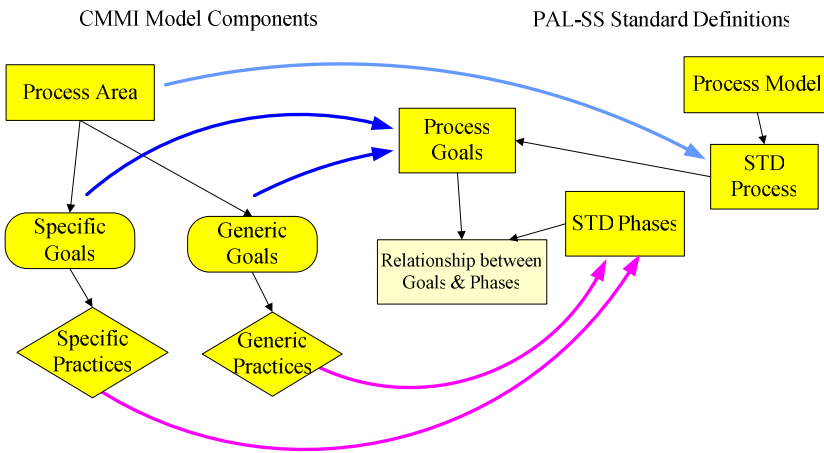 CMMI Model Components
PAL-SS Standard Definitions
Process Area
Process Model
Process
Goals
STD
Process
Specific
Goals
Generic
Goals
STD Phases
Relationship between
Goals & Phases
Specific
Practices
Generic
Practices